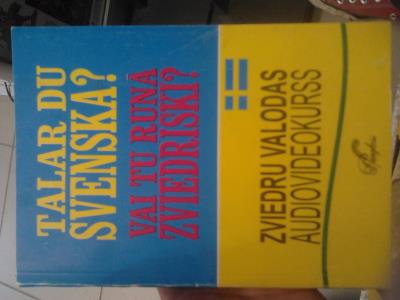 TALAR DU
SVENSKA?
VAI TU RUNĀ
ZVIEDRISKI?
ZVIEDRU VALODAS
AUDIOVIDEOKURSS